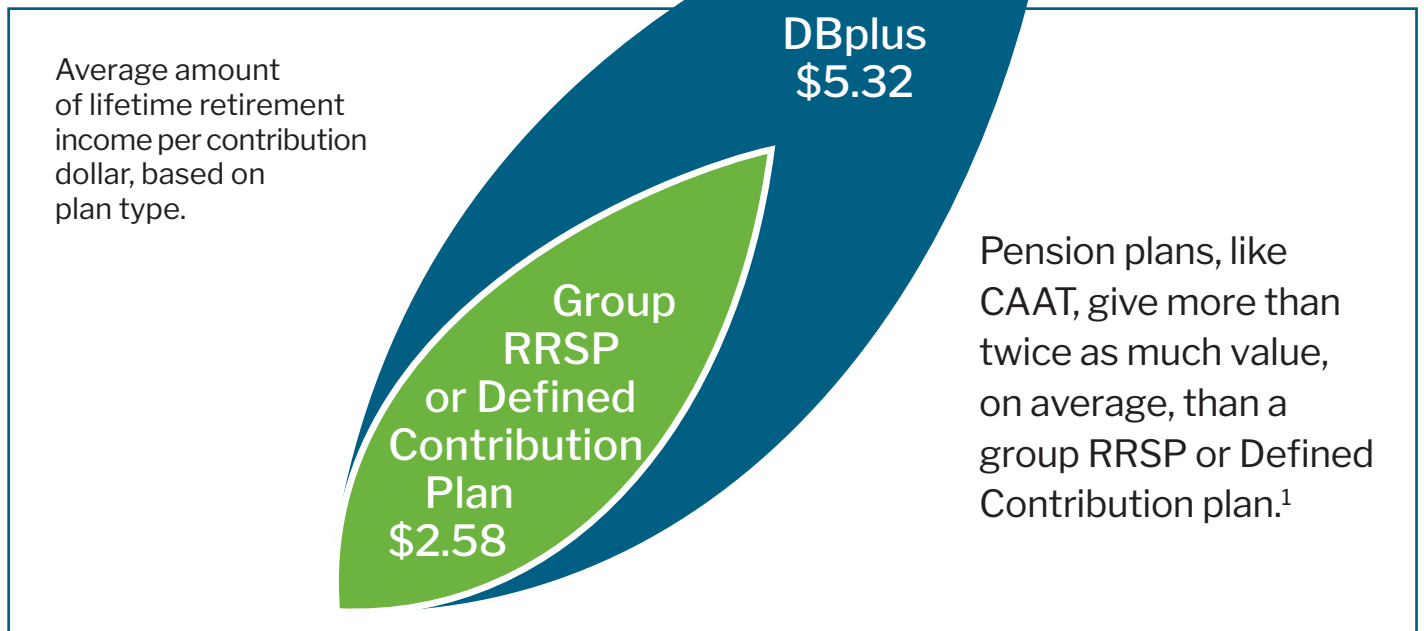 Average amount
of lifetime retirement
income per contribution
dollar, based on
plan type.
DBplus
$5.32
Group
RRSP
or Defined
Contribution
Plan
$2.58
Pension plans, like
CAAT, give more than
twice as much value,
on average, than a
group RRSP or Defined
Contribution plan.¹